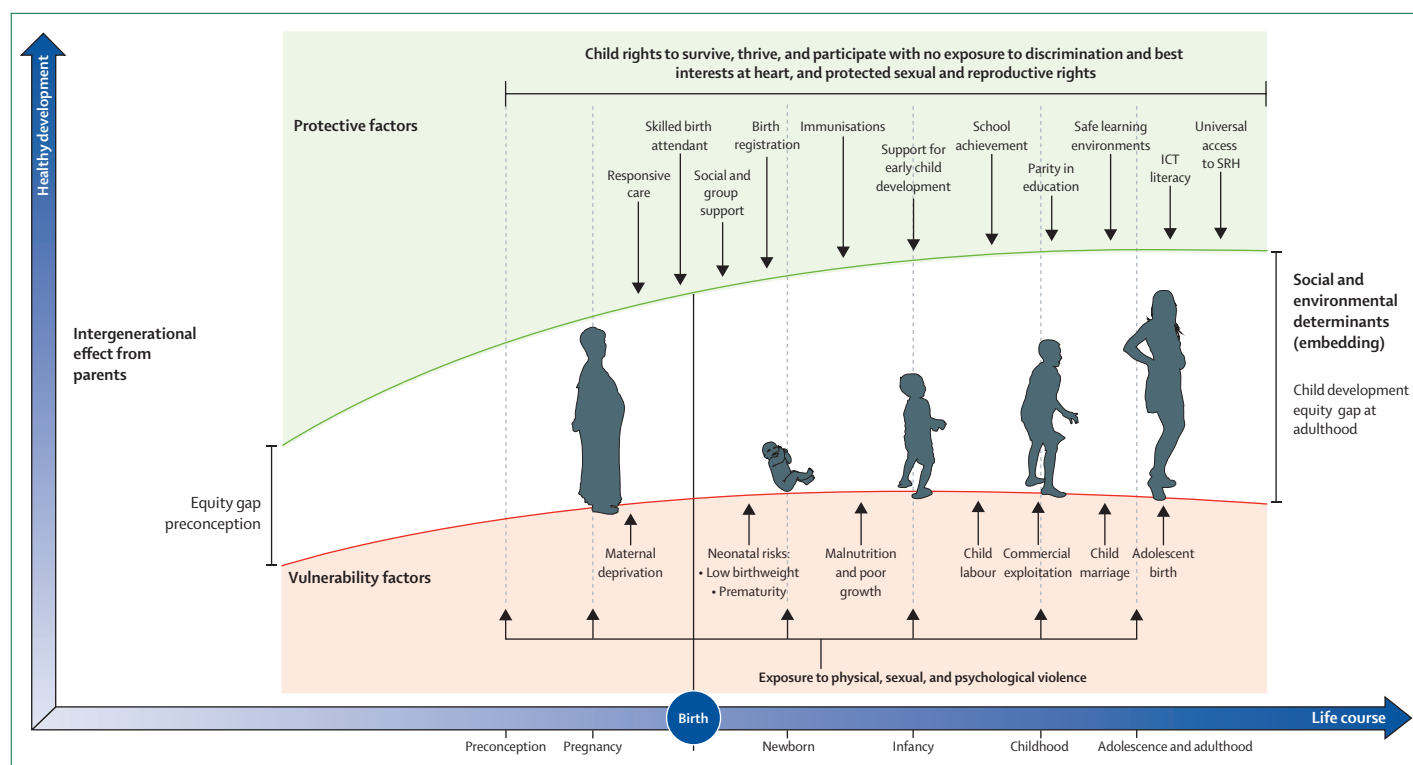 Healthy development
Child rights to survive, thrive, and participate with no exposure to discrimination and best
interests at heart, and protected sexual and reproductive rights
Protective factors
Responsive
care
Skilled birth
attendant
Social and
group
support
Birth
registration
Immunisations
Support for
early child
development
School
achievement
Parity in
education
Safe learning
environments
ICT
literacy
Universal
access
to SRH
Intergenerational
effect from
parents
Social and
environmental
determinants
(embedding)
Child development
equity gap at
adulthood
Equity gap
preconception
Vulnerability factors
Maternal
deprivation
Neonatal risks:
• Low birthweight
• Prematurity
Malnutrition
and poor
growth
Child
labour
Commercial
exploitation
Child
marriage
Adolescent
birth
Exposure to physical, sexual, and psychological violence
Birth
Life course
Preconception
Pregnancy
Newborn
Infancy
Childhood
Adolescence and adulthood